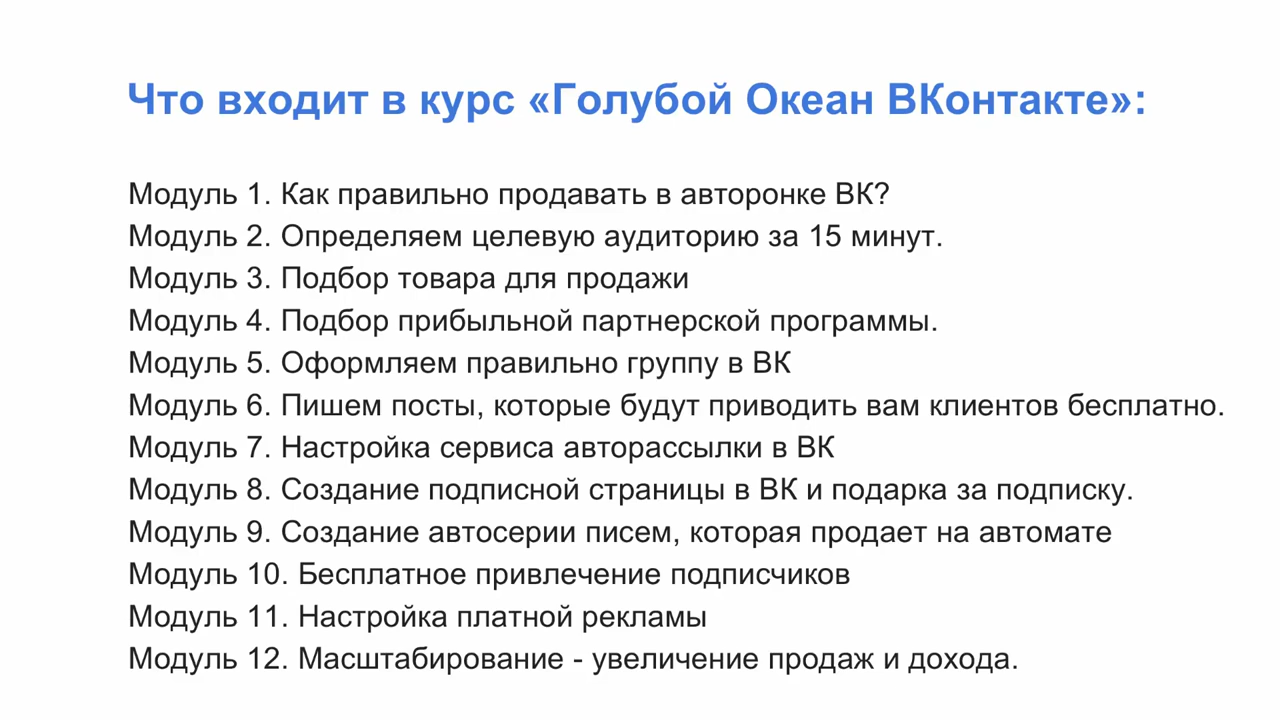 Что входит в курс «Голубой Океан ВКонтакте»:
Модуль 1. Как правильно продавать в авторонке ВК?
Модуль 2. Определяем целевую аудиторию за 15 минут.
Модуль 3. Подбор товара для продажи
Модуль 4. Подбор прибыльной партнерской программы.
Модуль 5. Оформляем правильно группу в ВК
Модуль 6. Пишем посты, которые будут приводить вам клиентов бесплатно.
Модуль 7. Настройка сервиса авторассылки в ВК
Модуль 8. Создание подписной страницы в ВК и подарка за подписку.
Модуль 9. Создание автосерии писем, которая продает на автомате
Модуль 10. Бесплатное привлечение подписчиков
Модуль 11. Настройка платной рекламы
Модуль 12. Масштабирование - увеличение продаж и дохода.